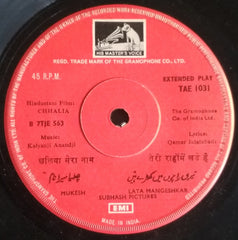 HIS MASTER'S VOICE
REGD. TRADE MARK OF THE GRAMOPHONE CO., LTD.
45 R.P.M.
EXTENDED PLAY
TAE 1031
Hindustani Film:
CHHALIA
The Gramophone
Co. of India Ltd.
B 7TJE 563
Music:
Kalyanji Anandji
Lyrics:
Qamar Jalalabadi
छलिया मेरा नाम
तेरी राहों में खड़े हैं
MUKESH
LATA MANGESHKAR
SUBHASH PICTURES
EMI
MADE IN INDIA.